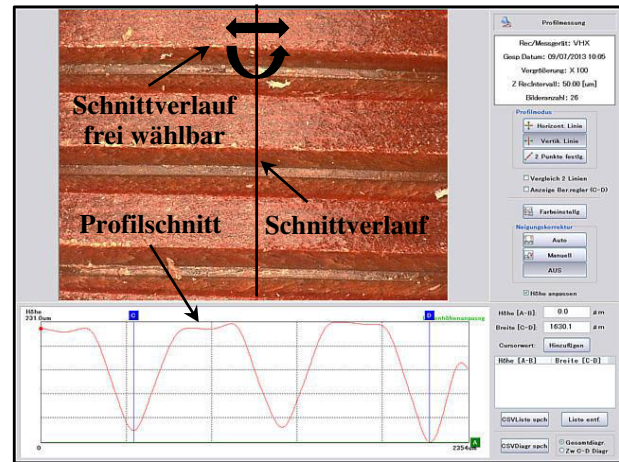 Schnittverlauf
frei wählbar
Profilschnitt
Schnittverlauf
Profilmessung
Rec/Messgerät: VHX
Gesp Datum: 09/07/2013 10:05
Vergrößerung: X 100
Z RecIntervall: 50.00 [um]
Bilderanzahl: 26
Profilmodus
Horizont. Linie
Vertik. Linie
2 Punkte festlg.
Vergleich 2 Linien
Anzeige Ber.regler (C-D)
Farbeinstellg
Neigungskorrektur
Auto
Manuell
AUS
Höhe anpassen
Höhe
231.0um
C
D
A
0
2354um
Höhe [A-B]: 0.0 µm
Breite [C-D]: 1630.1 µm
Cursorwert: Hinzufügen
Höhe [A-B] Breite [C-D]
CSVListe spch Liste entf.
CSVDiagr spch Gesamtdiagr.
Zw C-D Diagr